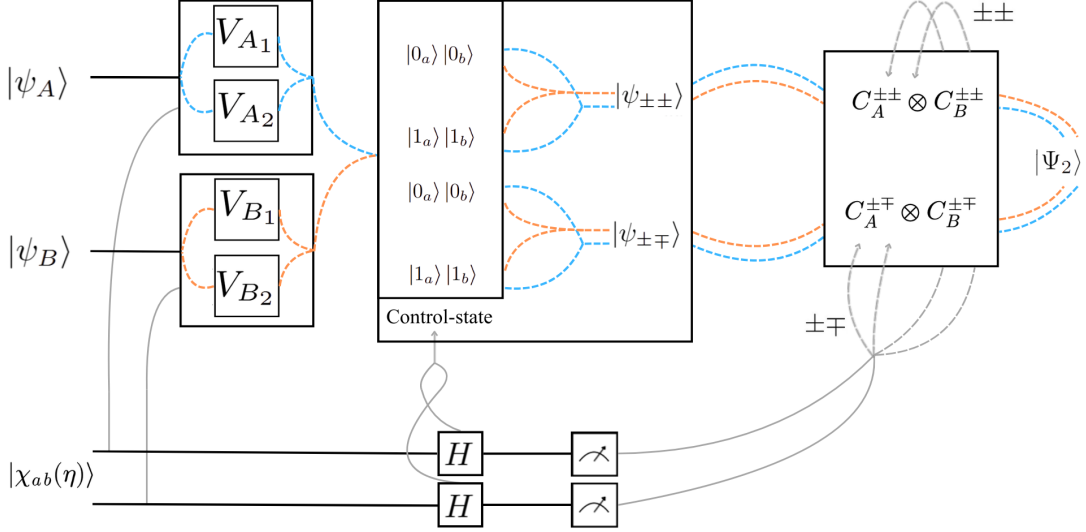 |ψ_A⟩
V_{A_1}
V_{A_2}
|ψ_B⟩
V_{B_1}
V_{B_2}
|0_a⟩|0_b⟩
|1_a⟩|1_b⟩
|0_a⟩|0_b⟩
|1_a⟩|1_b⟩
Control-state
|ψ_{±±}⟩
|ψ_{±∓}⟩
±±
C_A^{±±} ⊗ C_B^{±±}
C_A^{±∓} ⊗ C_B^{±∓}
|Ψ_2⟩
±∓
|χ_{ab}(η)⟩
H
H